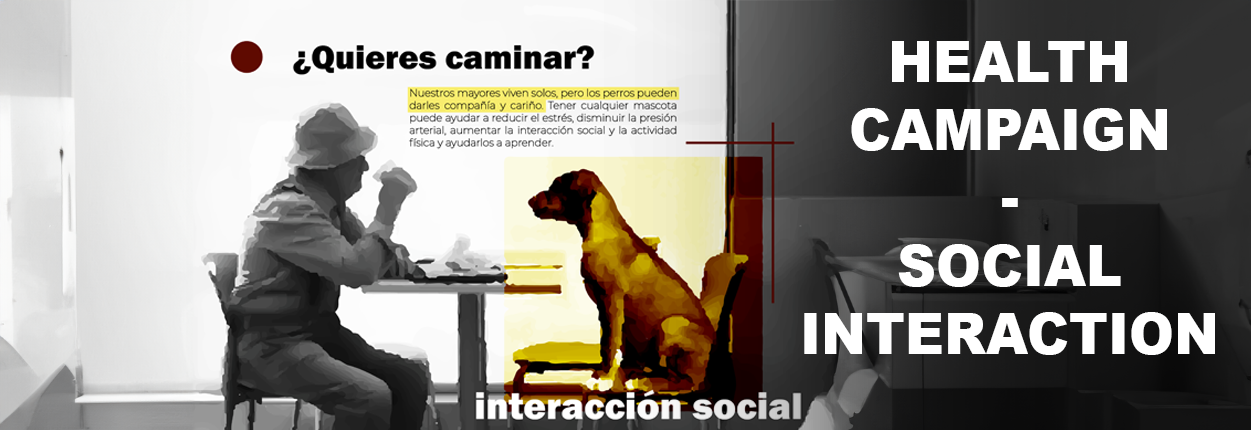 ¿Quieres caminar?
Nuestros mayores viven solos, pero los perros pueden
darles compañía y cariño. Tener cualquier mascota
puede ayudar a reducir el estrés, disminuir la presión
arterial, aumentar la interacción social y la actividad
física y ayudarlos a aprender.
interacción social
HEALTH
CAMPAIGN
-
SOCIAL
INTERACTION